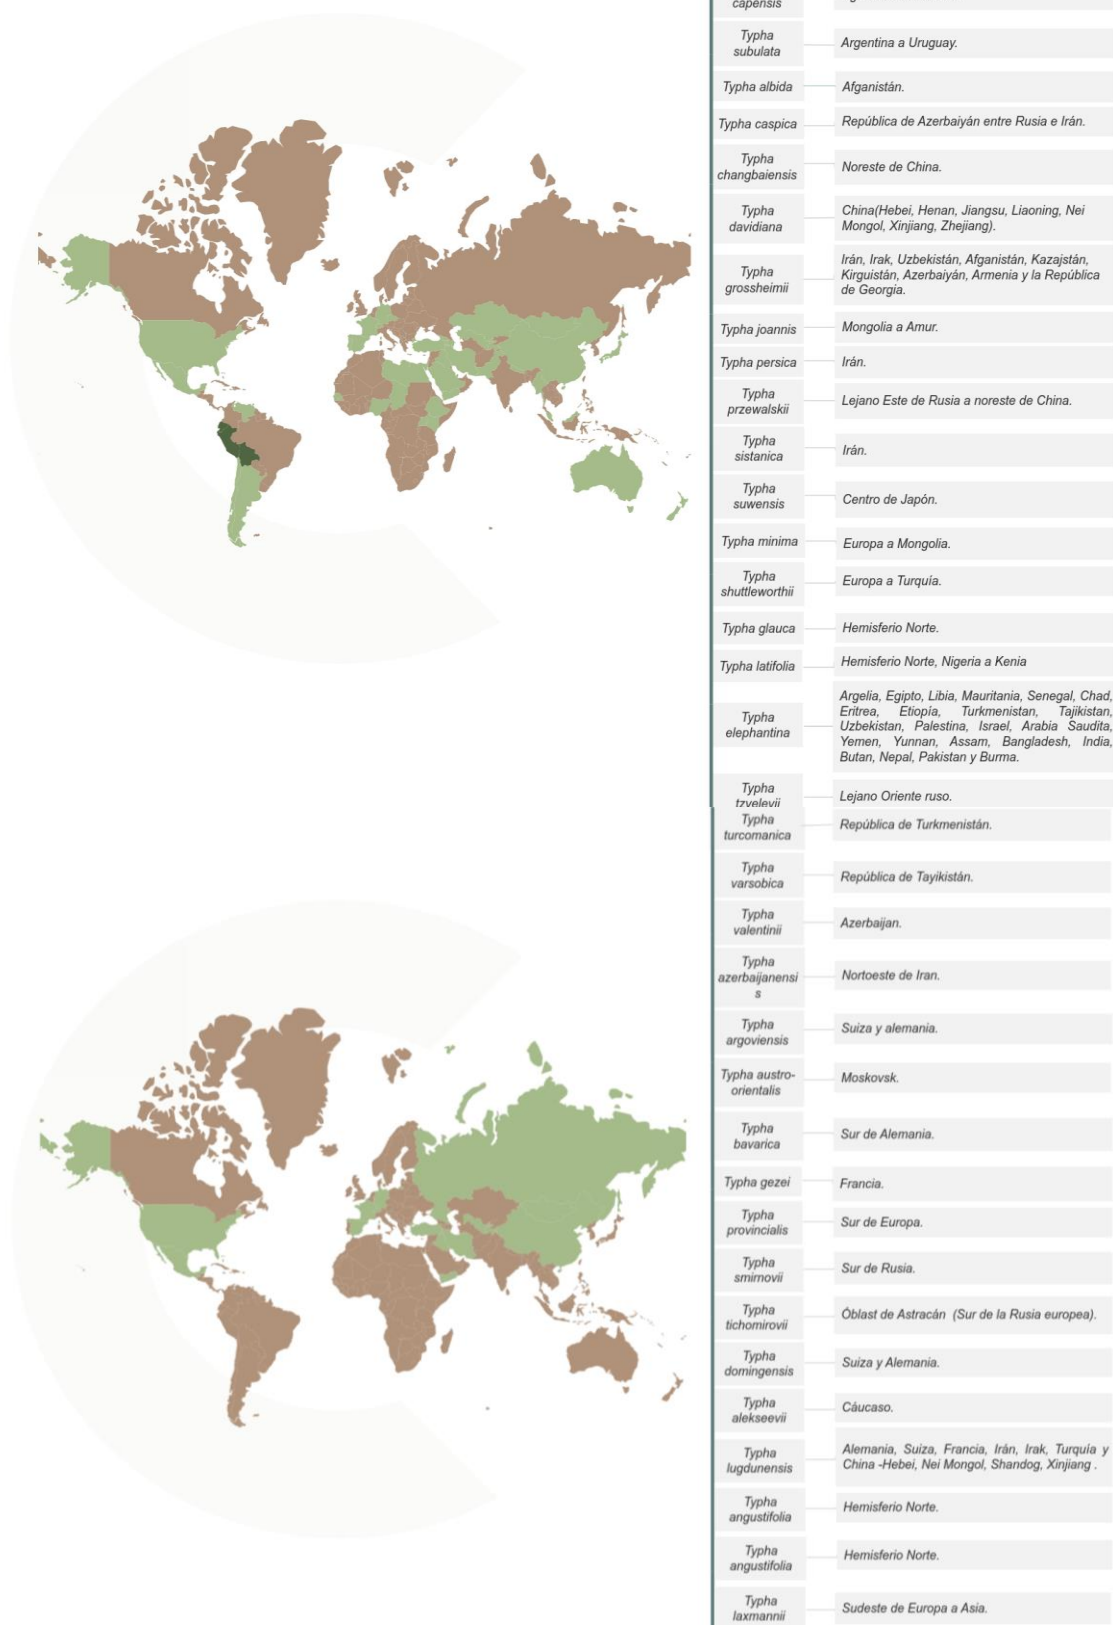 capensis
Typha
subulata
Argentina a Uruguay.
Typha albida
Afganistán.
Typha caspica
República de Azerbaiyán entre Rusia e Irán.
Typha
changbaiensis
Noreste de China.
Typha
davidiana
China(Hebei, Henan, Jiangsu, Liaoning, Nei
Mongol, Xinjiang, Zhejiang).
Typha
grossheimii
Irán, Irak, Uzbekistán, Afganistán, Kazajstán,
Kirguistán, Azerbaiyán, Armenia y la República
de Georgia.
Typha joannis
Mongolia a Amur.
Typha persica
Irán.
Typha
przewalskii
Lejano Este de Rusia a noreste de China.
Typha
sistanica
Irán.
Typha
suwensis
Centro de Japón.
Typha minima
Europa a Mongolia.
Typha
shuttleworthii
Europa a Turquía.
Typha glauca
Hemisferio Norte.
Typha latifolia
Hemisferio Norte, Nigeria a Kenia
Typha
elephantina
Argelia, Egipto, Libia, Mauritania, Senegal, Chad,
Eritrea, Etiopía, Turkmenistan, Tajikistan,
Uzbekistan, Palestina, Israel, Arabia Saudita,
Yemen, Yunnan, Assam, Bangladesh, India,
Butan, Nepal, Pakistan y Burma.
Typha
tzvelevii
Lejano Oriente ruso.
Typha
turcomanica
República de Turkmenistán.
Typha
varsobica
República de Tayikistán.
Typha
valentinii
Azerbaijan.
Typha
azerbaijanensi
s
Nortoeste de Iran.
Typha
argoviensis
Suiza y alemania.
Typha austro-
orientalis
Moskovsk.
Typha
bavarica
Sur de Alemania.
Typha gezei
Francia.
Typha
provincialis
Sur de Europa.
Typha
smirnovii
Sur de Rusia.
Typha
tichomirovii
Óblast de Astracán (Sur de la Rusia europea).
Typha
domingensis
Suiza y Alemania.
Typha
alekseevii
Cáucaso.
Typha
lugdunensis
Alemania, Suiza, Francia, Irán, Irak, Turquía y
China -Hebei, Nei Mongol, Shandog, Xinjiang .
Typha
angustifolia
Hemisferio Norte.
Typha
angustifolia
Hemisferio Norte.
Typha
laxmannii
Sudeste de Europa a Asia.